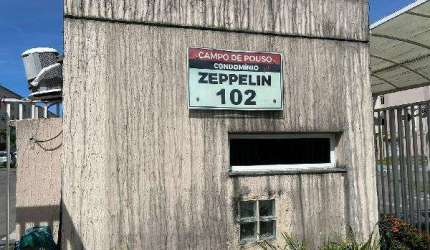 CAMPO DE POUSO
CONDOMÍNIO
ZEPPELIN
102